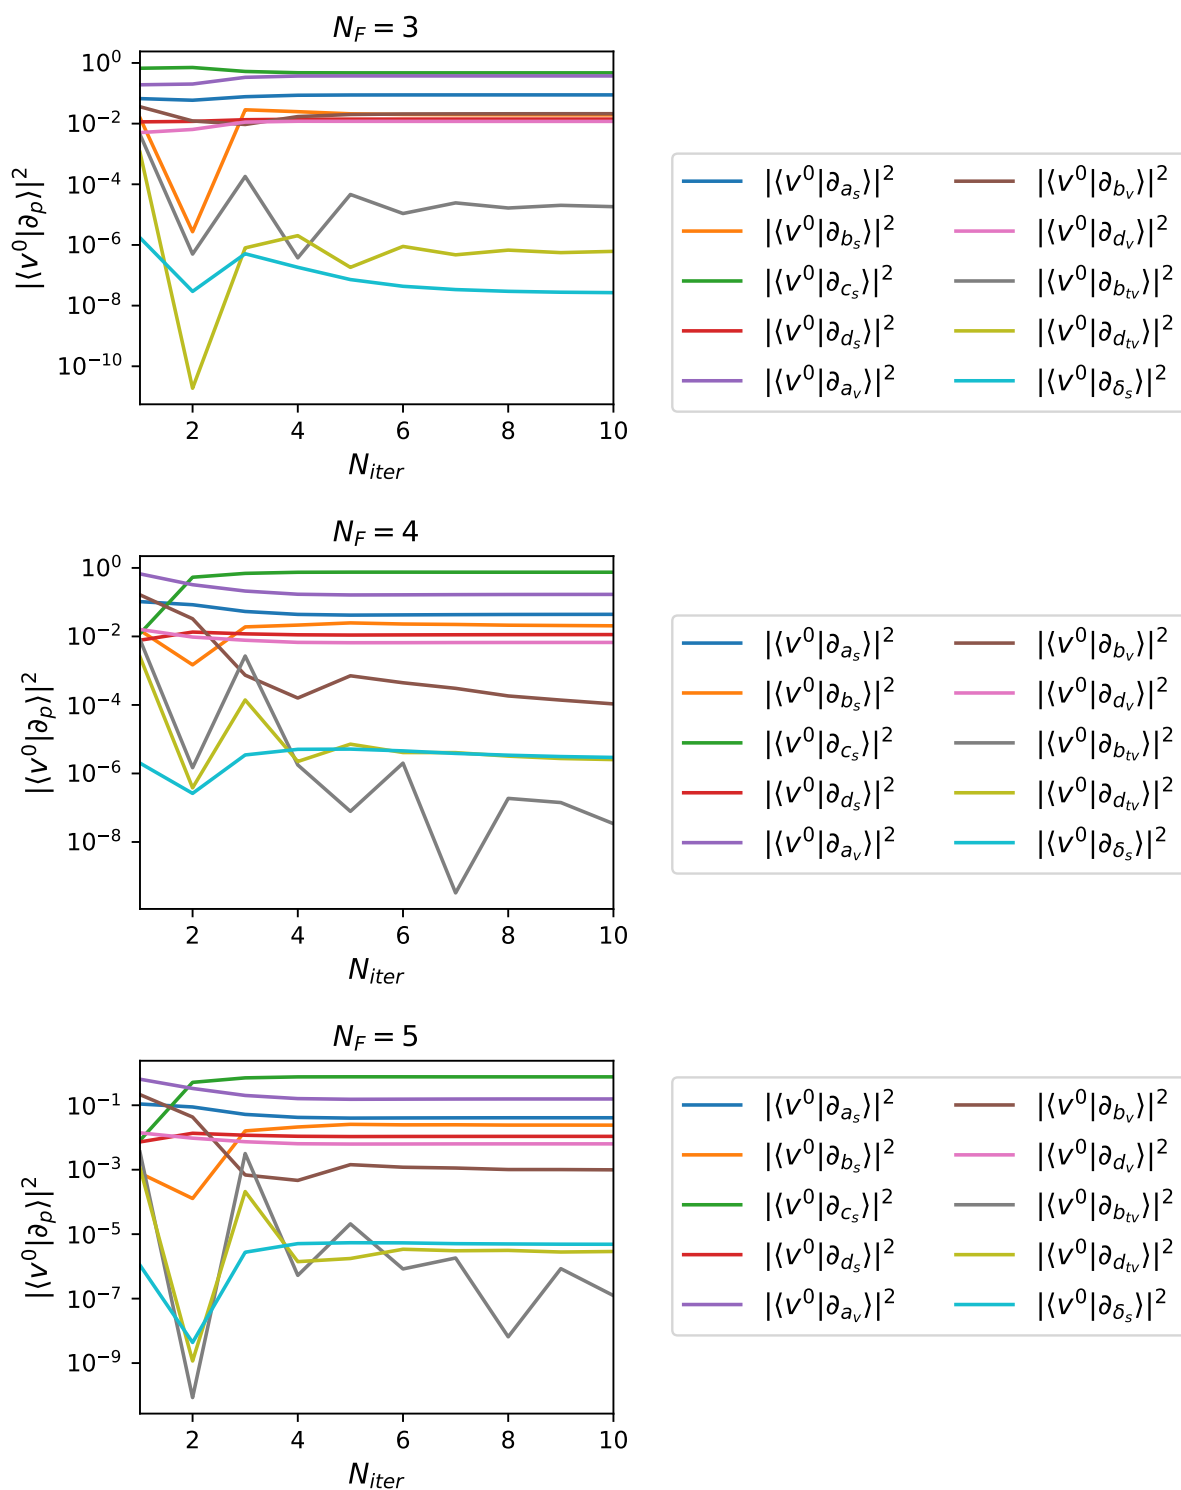 N_F = 3
10^0
10^−2
10^−4
10^−6
10^−8
10^−10
|⟨v^0|∂_p⟩|^2
2 4 6 8 10
N_iter
|⟨v^0|∂_{a_s}⟩|^2 |⟨v^0|∂_{b_v}⟩|^2
|⟨v^0|∂_{b_s}⟩|^2 |⟨v^0|∂_{d_v}⟩|^2
|⟨v^0|∂_{c_s}⟩|^2 |⟨v^0|∂_{b_{tv}}⟩|^2
|⟨v^0|∂_{d_s}⟩|^2 |⟨v^0|∂_{d_{tv}}⟩|^2
|⟨v^0|∂_{a_v}⟩|^2 |⟨v^0|∂_{δ_s}⟩|^2
N_F = 4
10^0
10^−2
10^−4
10^−6
10^−8
|⟨v^0|∂_p⟩|^2
2 4 6 8 10
N_iter
|⟨v^0|∂_{a_s}⟩|^2 |⟨v^0|∂_{b_v}⟩|^2
|⟨v^0|∂_{b_s}⟩|^2 |⟨v^0|∂_{d_v}⟩|^2
|⟨v^0|∂_{c_s}⟩|^2 |⟨v^0|∂_{b_{tv}}⟩|^2
|⟨v^0|∂_{d_s}⟩|^2 |⟨v^0|∂_{d_{tv}}⟩|^2
|⟨v^0|∂_{a_v}⟩|^2 |⟨v^0|∂_{δ_s}⟩|^2
N_F = 5
10^−1
10^−3
10^−5
10^−7
10^−9
|⟨v^0|∂_p⟩|^2
2 4 6 8 10
N_iter
|⟨v^0|∂_{a_s}⟩|^2 |⟨v^0|∂_{b_v}⟩|^2
|⟨v^0|∂_{b_s}⟩|^2 |⟨v^0|∂_{d_v}⟩|^2
|⟨v^0|∂_{c_s}⟩|^2 |⟨v^0|∂_{b_{tv}}⟩|^2
|⟨v^0|∂_{d_s}⟩|^2 |⟨v^0|∂_{d_{tv}}⟩|^2
|⟨v^0|∂_{a_v}⟩|^2 |⟨v^0|∂_{δ_s}⟩|^2